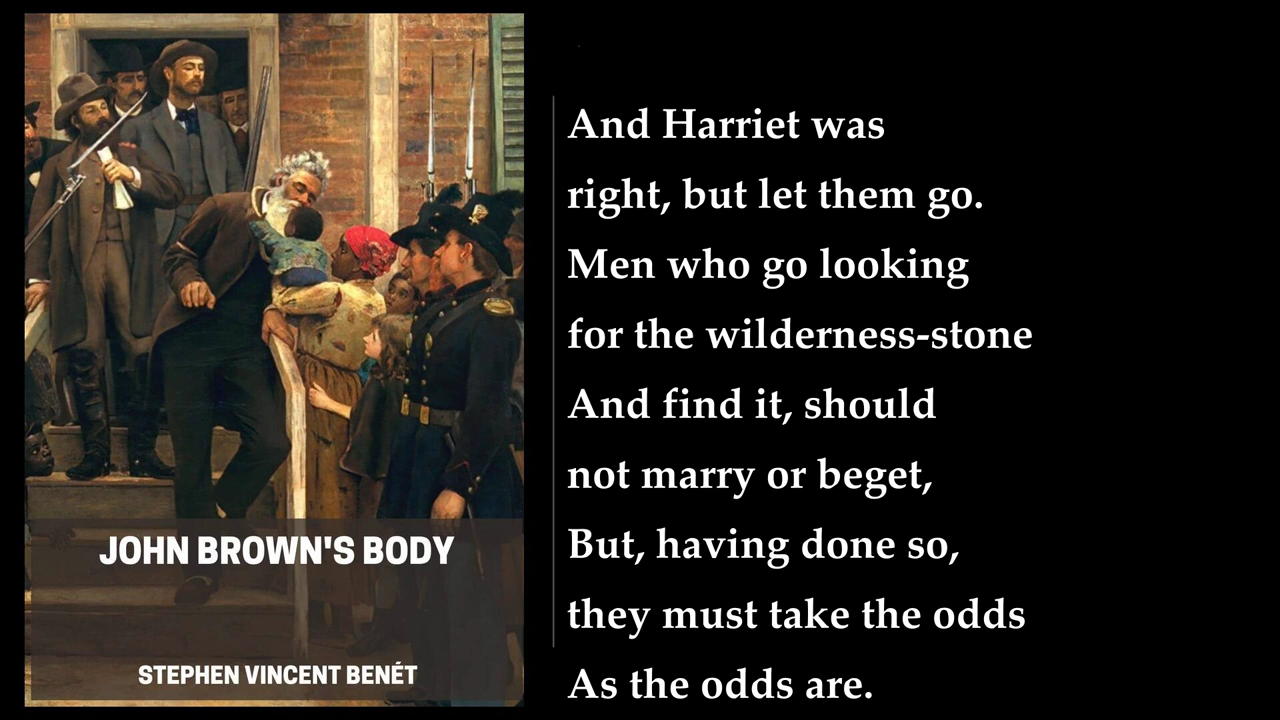 JOHN BROWN'S BODY
STEPHEN VINCENT BENÉT
And Harriet was
right, but let them go.
Men who go looking
for the wilderness-stone
And find it, should
not marry or beget,
But, having done so,
they must take the odds
As the odds are.